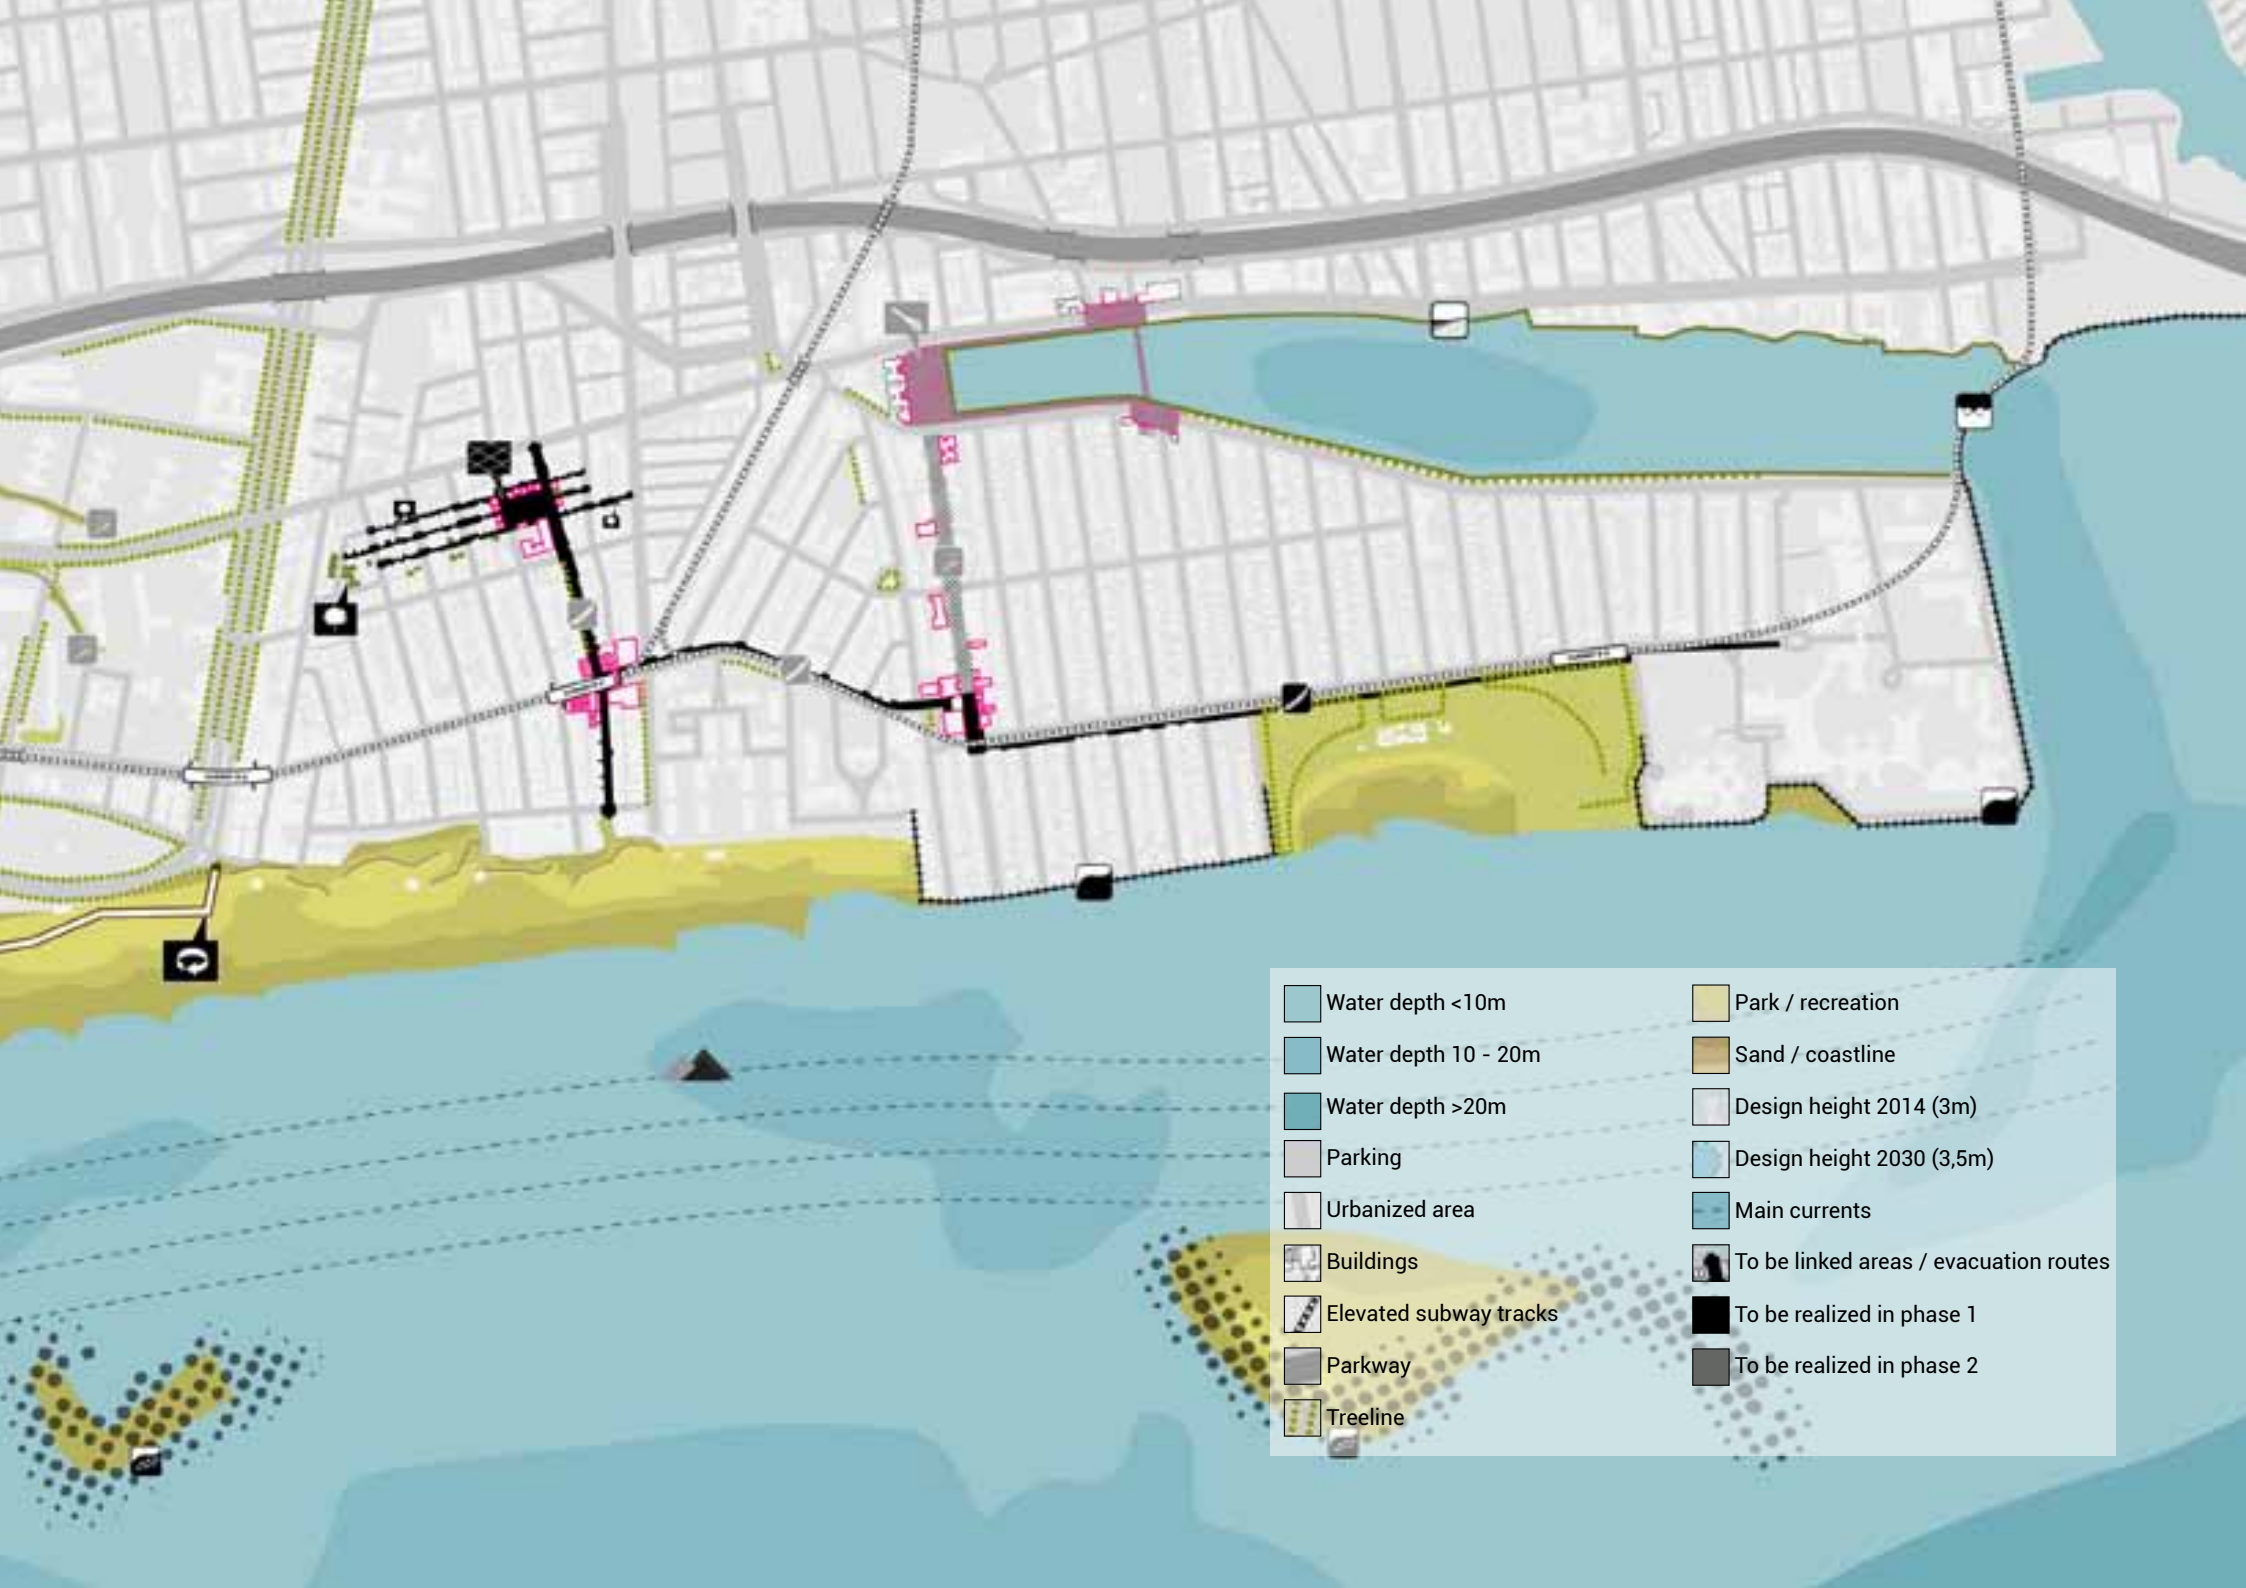 Water depth <10m
Water depth 10 - 20m
Water depth >20m
Parking
Urbanized area
Buildings
Elevated subway tracks
Parkway
Treeline
Park / recreation
Sand / coastline
Design height 2014 (3m)
Design height 2030 (3,5m)
Main currents
To be linked areas / evacuation routes
To be realized in phase 1
To be realized in phase 2